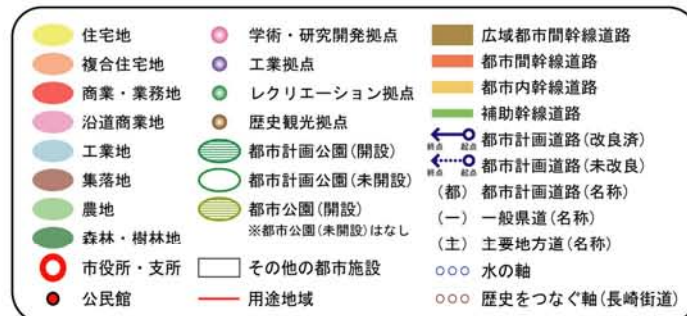 住宅地
複合住宅地
商業・業務地
沿道商業地
工業地
集落地
農地
森林・樹林地
市役所・支所
公民館
学術・研究開発拠点
工業拠点
レクリエーション拠点
歴史観光拠点
都市計画公園(開設)
都市計画公園(未開設)
都市公園(開設)
※都市公園(未開設)はなし
その他の都市施設
用途地域
広域都市間幹線道路
都市間幹線道路
都市内幹線道路
補助幹線道路
終点 起点 都市計画道路(改良済)
終点 起点 都市計画道路(未改良)
(都) 都市計画道路(名称)
(一) 一般県道(名称)
(主) 主要地方道(名称)
水の軸
歴史をつなぐ軸(長崎街道)